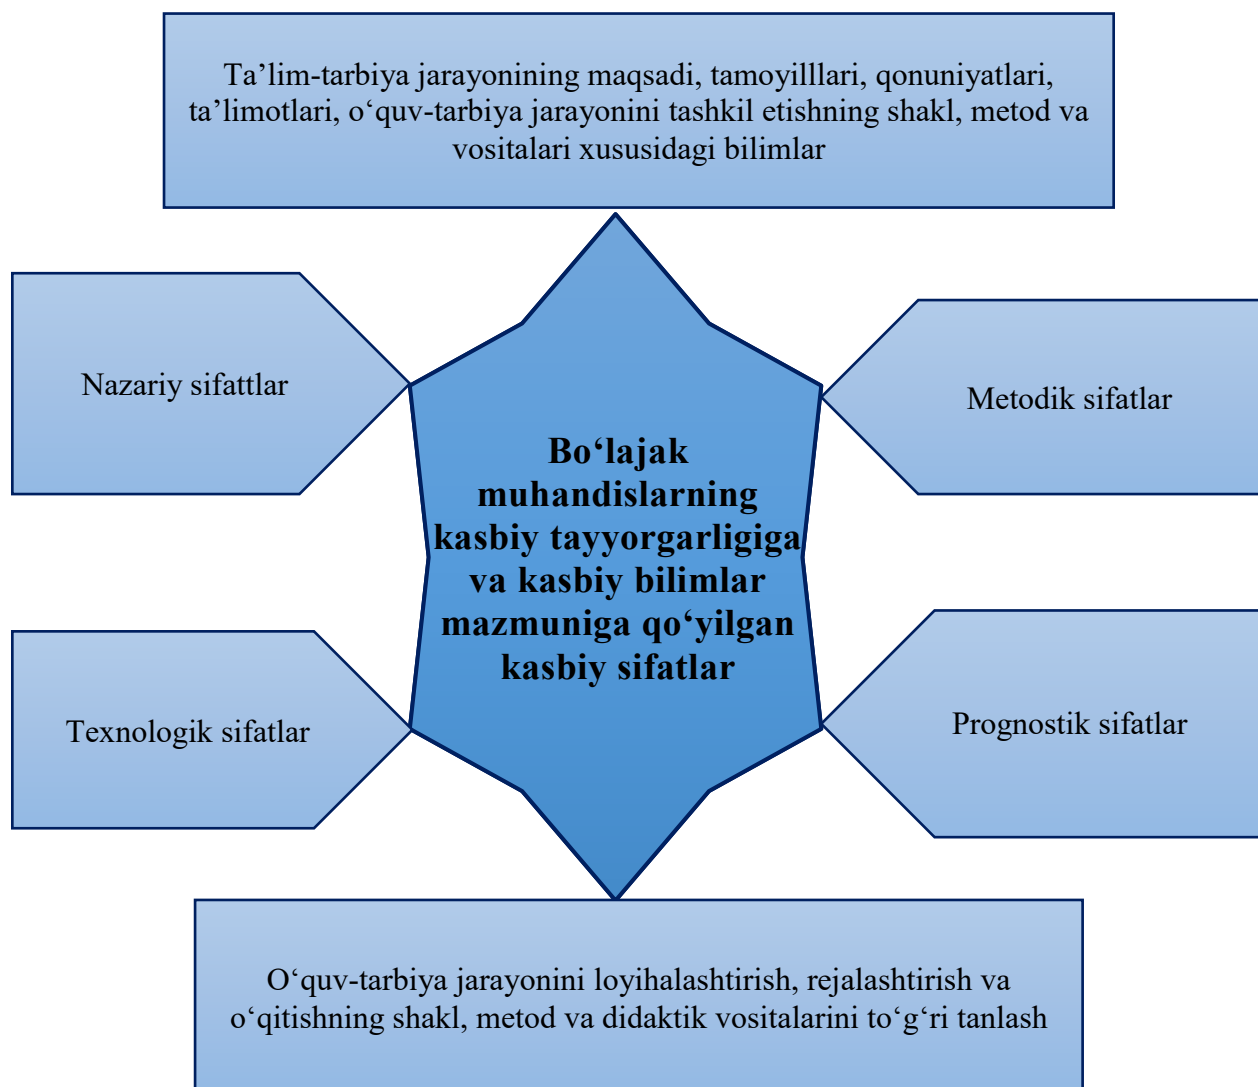 Ta’lim-tarbiya jarayonining maqsadi, tamoyilllari, qonuniyatlari,
ta’limotlari, o‘quv-tarbiya jarayonini tashkil etishning shakl, metod va
vositalari xususidagi bilimlar
Nazariy sifattlar
Metodik sifatlar
Bo‘lajak
muhandislarning
kasbiy tayyorgarligiga
va kasbiy bilimlar
mazmuniga qo‘yilgan
kasbiy sifatlar
Texnologik sifatlar
Prognostik sifatlar
O‘quv-tarbiya jarayonini loyihalashtirish, rejalashtirish va
o‘qitishning shakl, metod va didaktik vositalarini to‘g‘ri tanlash